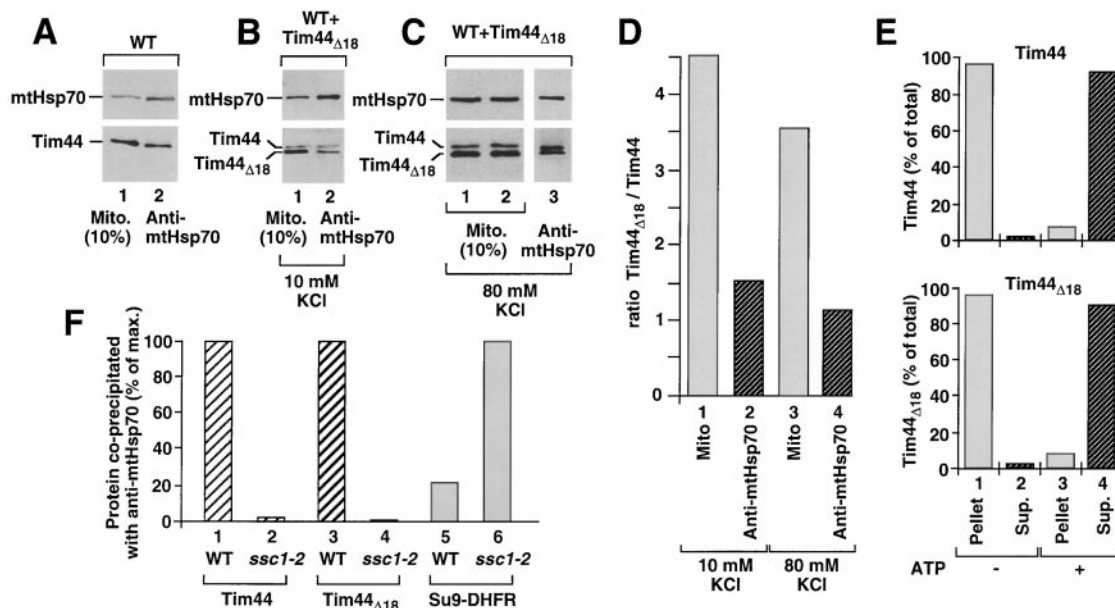 A
WT
mtHsp70
Tim44
1 2
Mito. Anti-
(10%) mtHsp70
B
WT+
Tim44Δ18
mtHsp70
Tim44
Tim44Δ18
1 2
Mito. Anti-
(10%) mtHsp70
10 mM
KCl
C
WT+Tim44Δ18
mtHsp70
Tim44
Tim44Δ18
1 2 3
Mito. Anti-
(10%) mtHsp70
80 mM
KCl
D
ratio Tim44Δ18 / Tim44
4
3
2
1
0
1 2 3 4
Mito
Anti-mtHsp70
Mito
Anti-mtHsp70
10 mM
KCl
80 mM
KCl
E
Tim44
Tim44 (% of total)
100
80
60
40
20
0
Tim44Δ18
Tim44Δ18 (% of total)
100
80
60
40
20
0
1 2 3 4
Pellet
Sup.
Pellet
Sup.
ATP - +
F
Protein co-precipitated
with anti-mtHsp70 (% of max.)
100
80
60
40
20
0
1 2 3 4 5 6
WT ssc1-2 WT ssc1-2 WT ssc1-2
Tim44 Tim44Δ18 Su9-DHFR